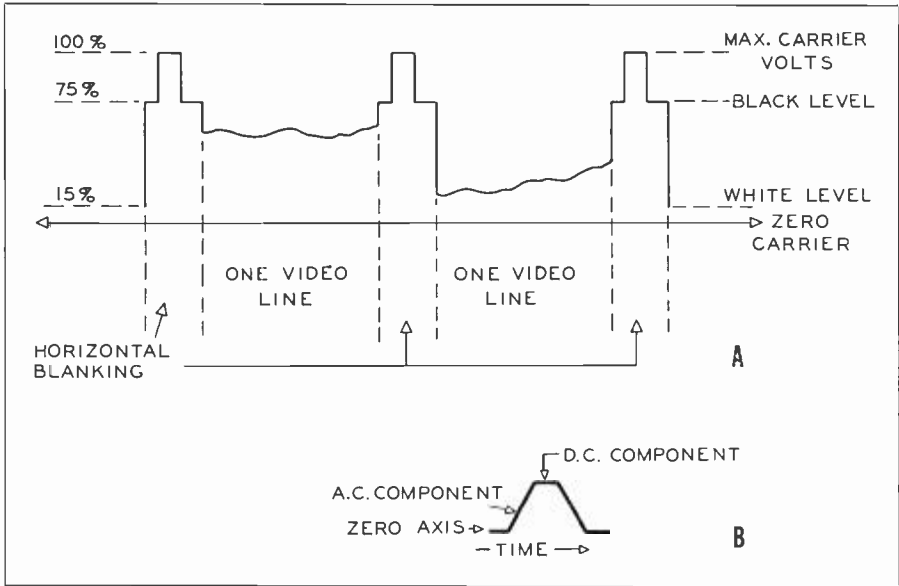 100%
75%
15%
MAX. CARRIER
VOLTS
BLACK LEVEL
WHITE LEVEL
ZERO
CARRIER
ONE VIDEO
LINE
ONE VIDEO
LINE
HORIZONTAL
BLANKING
A
D.C. COMPONENT
A.C. COMPONENT
ZERO AXIS
TIME
B